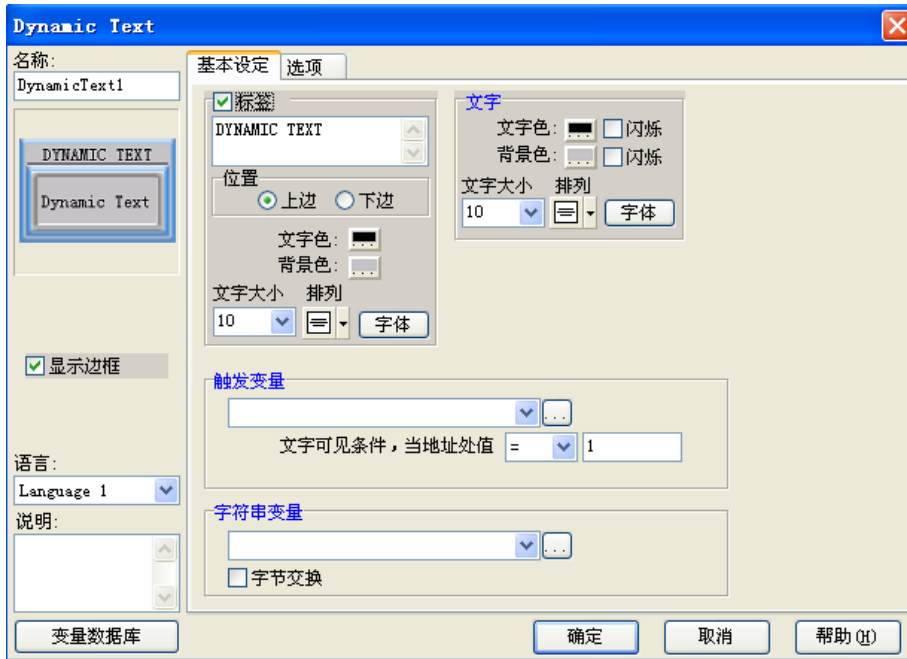 Dynamic Text
名称:
DynamicText1
DYNAMIC TEXT
Dynamic Text
显示边框
语言:
Language 1
说明:
变量数据库
基本设定
选项
标签
DYNAMIC TEXT
位置
上边
下边
文字色:
背景色:
文字大小
排列
10
字体
文字
文字色:
闪烁
背景色:
闪烁
文字大小
排列
10
字体
触发变量
...
文字可见条件，当地址处值
=
1
字符串变量
...
字节交换
确定
取消
帮助(H)